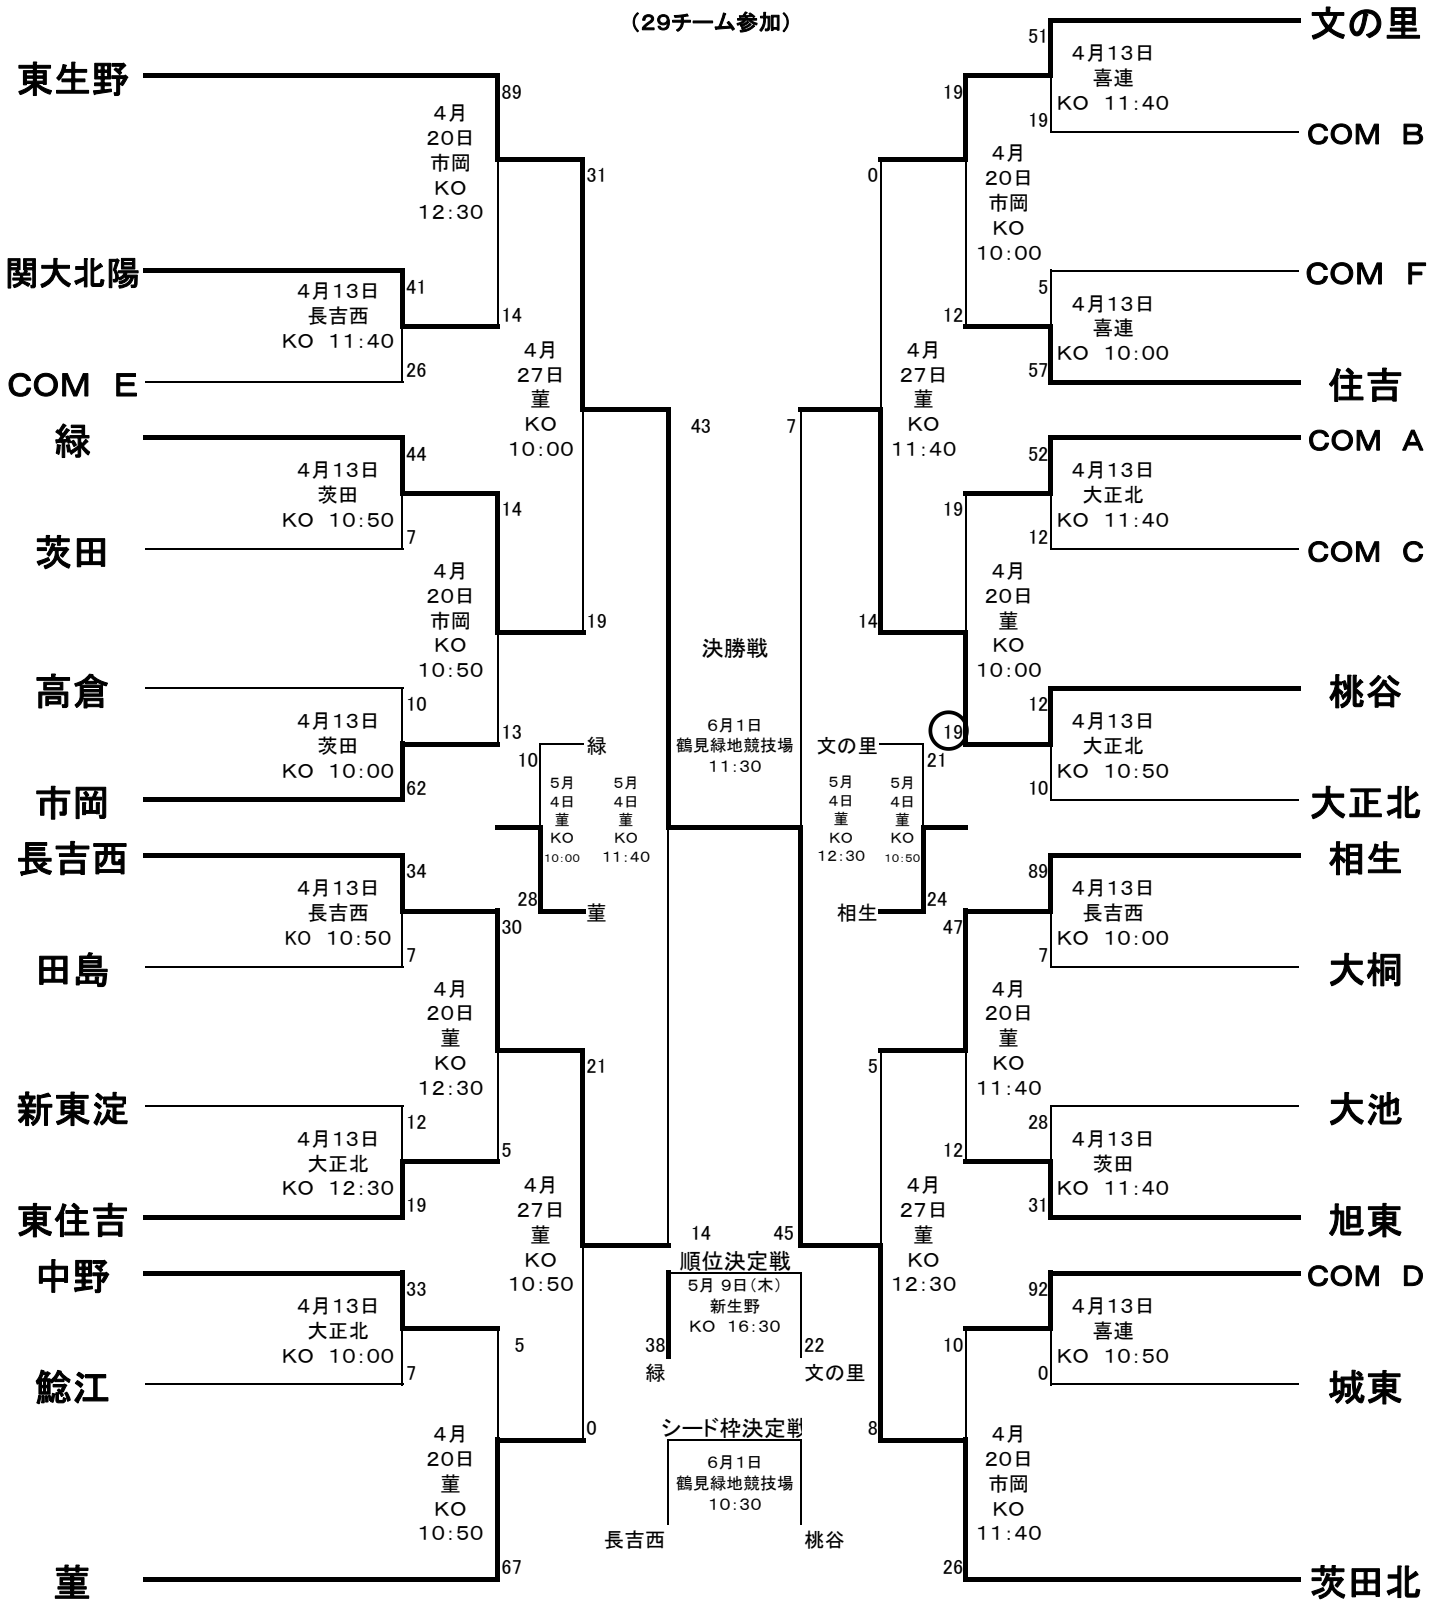 （29チーム参加）
東生野
89
4月
20日
市岡
KO
12:30
31
関大北陽
41
4月13日
長吉西
KO 11:40
14
COM E
26
4月
27日
菫
KO
10:00
緑
44
4月13日
茨田
KO 10:50
14
茨田
7
4月
20日
市岡
KO
10:50
19
高倉
10
4月13日
茨田
KO 10:00
13
市岡
62
長吉西
34
4月13日
長吉西
KO 10:50
30
田島
7
4月
20日
菫
KO
12:30
21
新東淀
12
4月13日
大正北
KO 12:30
5
東住吉
19
4月
27日
菫
KO
10:50
中野
33
4月13日
大正北
KO 10:00
5
鯰江
7
4月
20日
菫
KO
10:50
0
菫
67
43
7
決勝戦
6月1日
鶴見緑地競技場
11:30
10
緑
5月
4日
菫
KO
10:00
28
菫
5月
4日
菫
KO
11:40
文の里
21
5月
4日
菫
KO
12:30
5月
4日
菫
KO
10:50
相生
24
14
45
順位決定戦
5月 9日（木）
新生野
KO 16:30
38
22
緑
文の里
シード枠決定戦
6月1日
鶴見緑地競技場
10:30
長吉西
桃谷
文の里
51
4月13日
喜連
KO 11:40
19
19
COM B
0
4月
20日
市岡
KO
10:00
COM F
5
4月13日
喜連
KO 10:00
12
57
住吉
4月
27日
菫
KO
11:40
COM A
52
4月13日
大正北
KO 11:40
19
12
COM C
4月
20日
菫
KO
10:00
14
桃谷
12
4月13日
大正北
KO 10:50
19
10
大正北
相生
89
4月13日
長吉西
KO 10:00
47
7
大桐
4月
20日
菫
KO
11:40
5
大池
28
4月13日
茨田
KO 11:40
12
31
旭東
4月
27日
菫
KO
12:30
COM D
92
4月13日
喜連
KO 10:50
10
0
城東
8
4月
20日
市岡
KO
11:40
26
茨田北